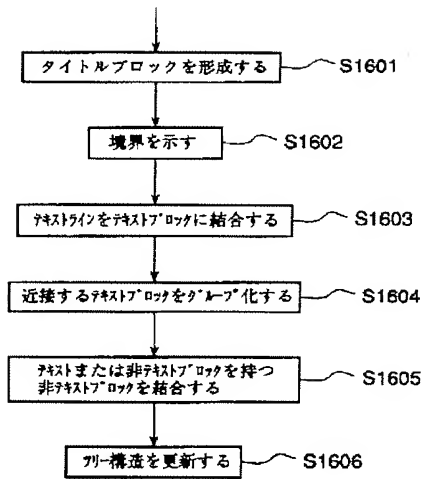 タイトルブロックを形成する S1601
境界を示す S1602
ﾃｷｽﾄﾗｲﾝをﾃｷｽﾄﾌﾞﾛｯｸに結合する S1603
近接するﾃｷｽﾄﾌﾞﾛｯｸをｸﾞﾙｰﾌﾟ化する S1604
ﾃｷｽﾄまたは非ﾃｷｽﾄﾌﾞﾛｯｸを持つ
非ﾃｷｽﾄﾌﾞﾛｯｸを結合する S1605
ﾂﾘｰ構造を更新する S1606